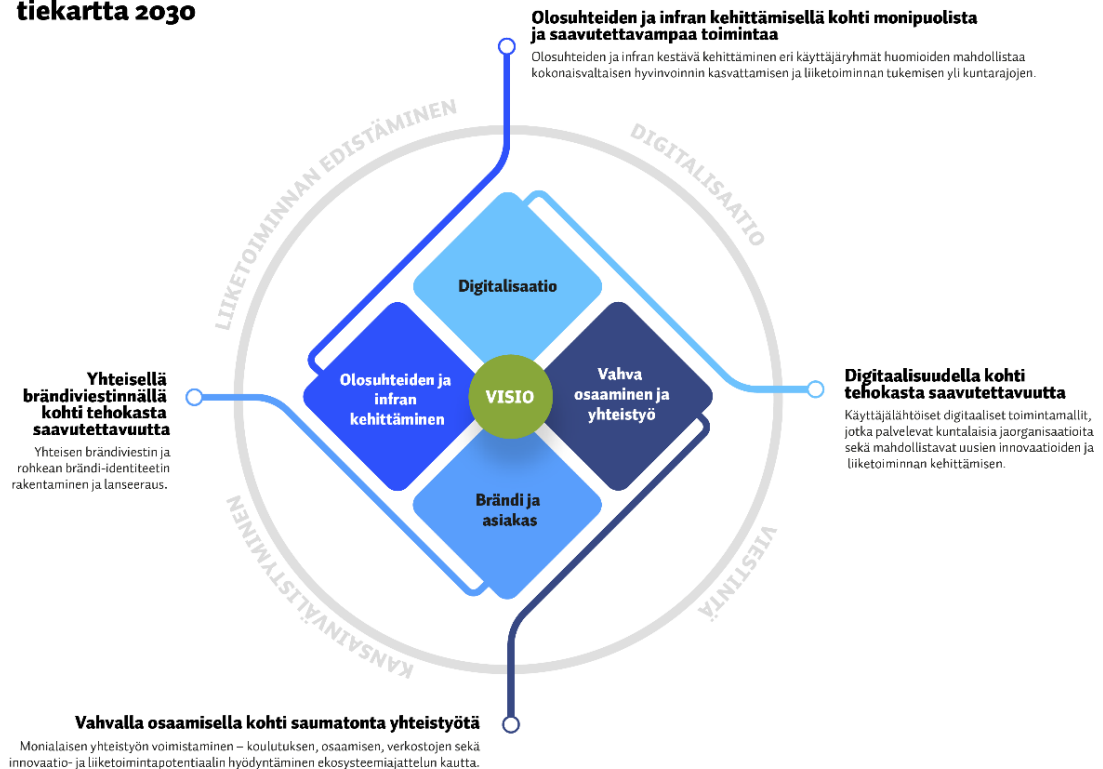 tiekartta 2030
Olosuhteiden ja infran kehittämisellä kohti monipuolista
ja saavutettavampaa toimintaa
Olosuhteiden ja infran kestävä kehittäminen eri käyttäjäryhmät huomioiden mahdollistaa
kokonaisvaltaisen hyvinvoinnin kasvattamisen ja liiketoiminnan tukemisen yli kuntarajojen.
LIIKETOIMINNAN EDISTÄMINEN
DIGITALISAATIO
Digitalisaatio
Olosuhteiden ja
infran
kehittäminen
VISIO
Vahva
osaaminen ja
yhteistyö
Brändi ja
asiakas
Yhteisellä
brändiviestinnällä
kohti tehokasta
saavutettavuutta
Yhteisen brändiviestin ja
rohkean brändi-identiteetin
rakentaminen ja lanseeraus.
Digitaalisuudella kohti
tehokasta saavutettavuutta
Käyttäjälähtöiset digitaaliset toimintamallit,
jotka palvelevat kuntalaisia jaorganisaatioita
sekä mahdollistavat uusien innovaatioiden ja
liiketoiminnan kehittämisen.
KANSAINVÄLISTYMINEN
VIESTINTÄ
Vahvalla osaamisella kohti saumatonta yhteistyötä
Monialaisen yhteistyön voimistaminen – koulutuksen, osaamisen, verkostojen sekä
innovaatio- ja liiketoimintapotentiaalin hyödyntäminen ekosysteemiajattelun kautta.